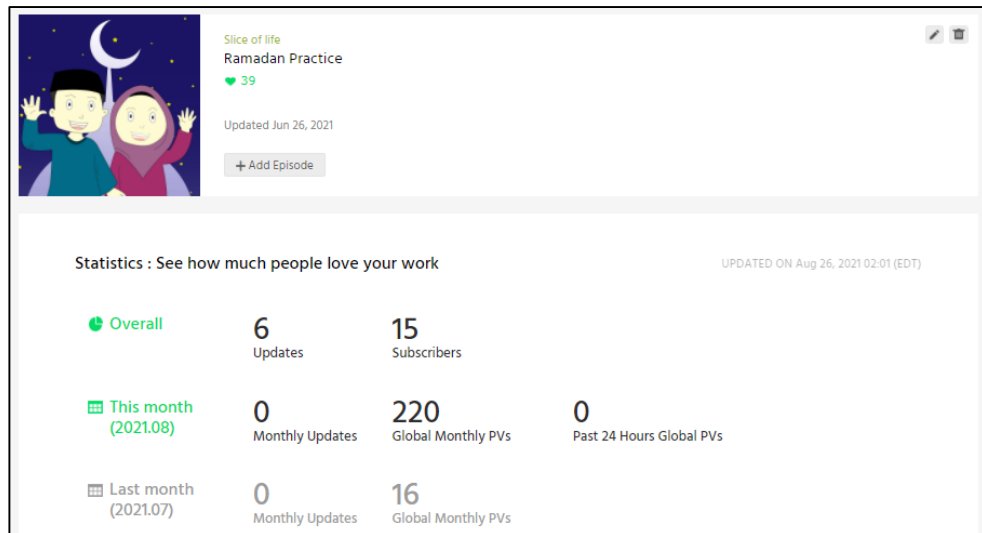 Slice of life
Ramadan Practice
39
Updated Jun 26, 2021
+ Add Episode
Statistics : See how much people love your work
UPDATED ON Aug 26, 2021 02:01 (EDT)
Overall
6
Updates
15
Subscribers
This month
(2021.08)
0
Monthly Updates
220
Global Monthly PVs
0
Past 24 Hours Global PVs
Last month
(2021.07)
0
Monthly Updates
16
Global Monthly PVs